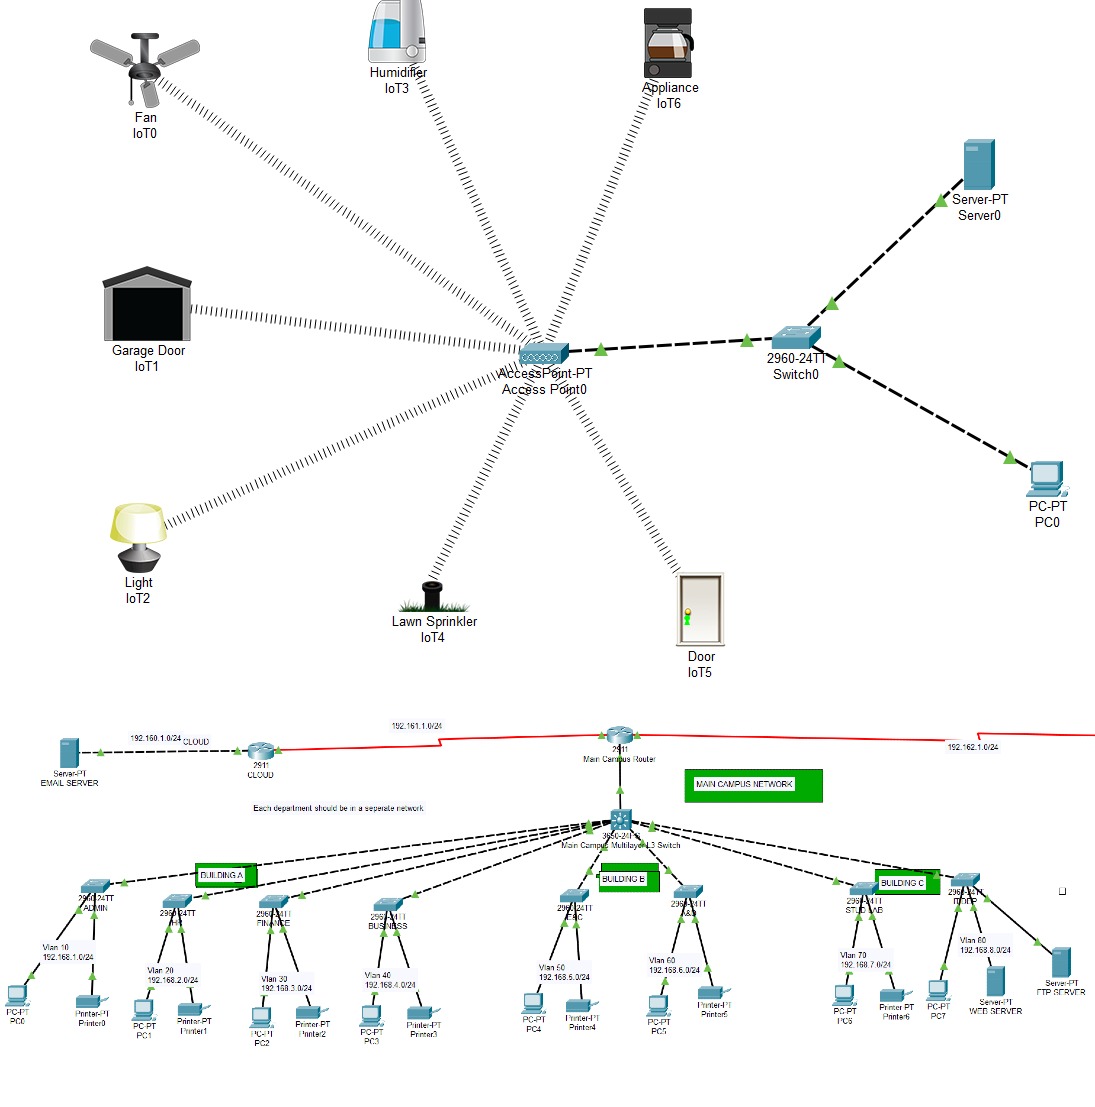 Humidifier
IoT3
Appliance
IoT6
Fan
IoT0
Server-PT
Server0
Garage Door
IoT1
AccessPoint-PT
Access Point0
2960-24TT
Switch0
PC-PT
PC0
Light
IoT2
Lawn Sprinkler
IoT4
Door
IoT5
192.161.1.0/24
192.160.1.0/24
CLOUD
192.162.1.0/24
Server-PT
EMAIL SERVER
2911
CLOUD
2911
Main Campus Router
MAIN CAMPUS NETWORK
Each department should be in a seperate network
Main Campus Multilayer L3 Switch
BUILDING A
BUILDING B
BUILDING C
2960-24TT
ADMIN
2960-24TT
HR
2960-24TT
FINANCE
2960-24TT
BUSINESS
2960-24TT
E&C
2960-24TT
A&D
2960-24TT
STUD LAB
2960-24TT
Vlan 10
192.168.1.0/24
Vlan 20
192.168.2.0/24
Vlan 30
192.168.3.0/24
Vlan 40
192.168.4.0/24
Vlan 50
192.168.5.0/24
Vlan 60
192.168.6.0/24
Vlan 70
192.168.7.0/24
Vlan 80
192.168.8.0/24
PC-PT
PC0
Printer-PT
Printer0
PC-PT
PC1
Printer-PT
Printer1
PC-PT
PC2
Printer-PT
Printer2
PC-PT
PC3
Printer-PT
Printer3
PC-PT
PC4
Printer-PT
Printer4
PC-PT
PC5
Printer-PT
Printer5
PC-PT
PC6
Printer-PT
Printer6
PC-PT
PC7
Server-PT
WEB SERVER
Server-PT
FTP SERVER